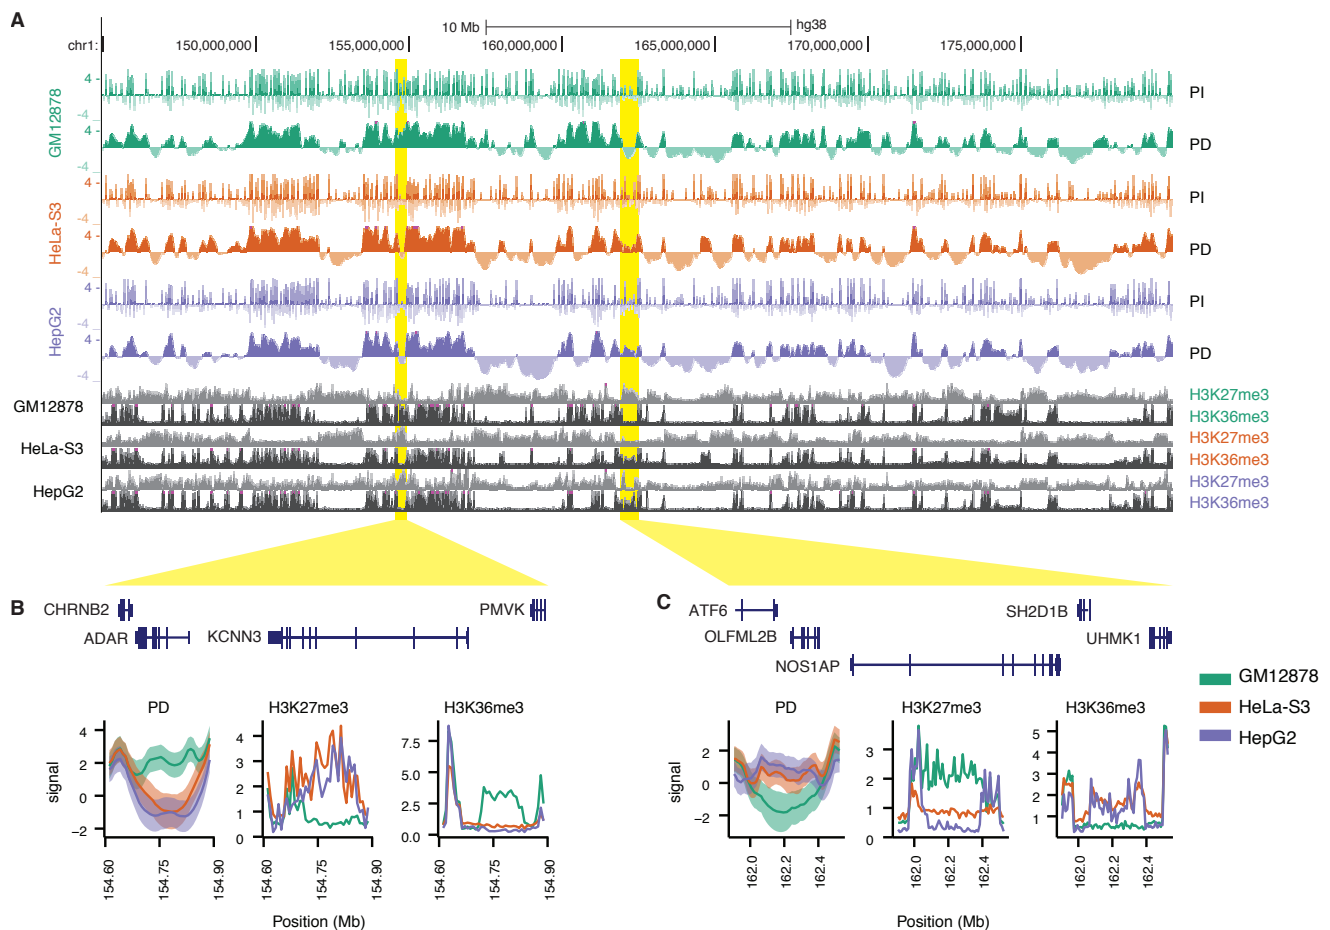 A
10 Mb
hg38
chr1:
150,000,000
155,000,000
160,000,000
165,000,000
170,000,000
175,000,000
GM12878
4
-4
PI
4
-4
PD
HeLa-S3
4
-4
PI
4
-4
PD
HepG2
4
-4
PI
4
-4
PD
GM12878
H3K27me3
H3K36me3
HeLa-S3
H3K27me3
H3K36me3
HepG2
H3K27me3
H3K36me3
B
CHRNB2
PMVK
ADAR
KCNN3
PD
H3K27me3
H3K36me3
signal
4
2
0
−2
4
3
2
1
0
7.5
5.0
2.5
0.0
154.60
154.75
154.90
154.60
154.75
154.90
154.60
154.75
154.90
Position (Mb)
C
ATF6
SH2D1B
OLFML2B
UHMK1
NOS1AP
PD
H3K27me3
H3K36me3
signal
2
0
−2
3
2
1
0
5
4
3
2
1
162.0
162.2
162.4
162.0
162.2
162.4
162.0
162.2
162.4
Position (Mb)
GM12878
HeLa-S3
HepG2